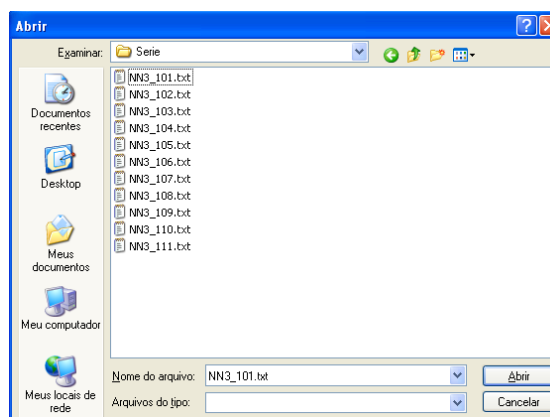 Abrir
Examinar: Serie
Documentos
recentes
Desktop
Meus
documentos
Meu computador
Meus locais de
rede
NN3_101.txt
NN3_102.txt
NN3_103.txt
NN3_104.txt
NN3_105.txt
NN3_106.txt
NN3_107.txt
NN3_108.txt
NN3_109.txt
NN3_110.txt
NN3_111.txt
Nome do arquivo: NN3_101.txt Abrir
Arquivos do tipo: Cancelar